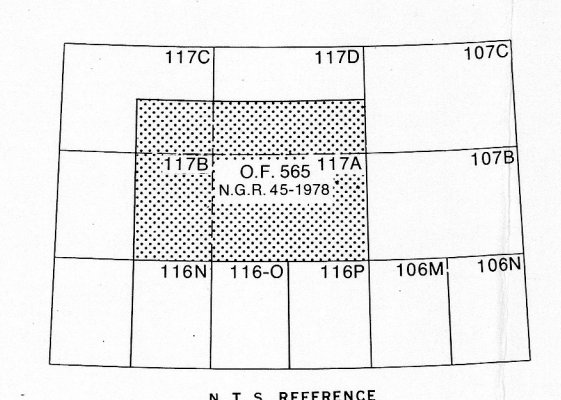 117C
117D
107C
117B
O.F. 565
117A
107B
N.G.R. 45-1978
116N
116-O
116P
106M
106N
N. T. S. REFERENCE